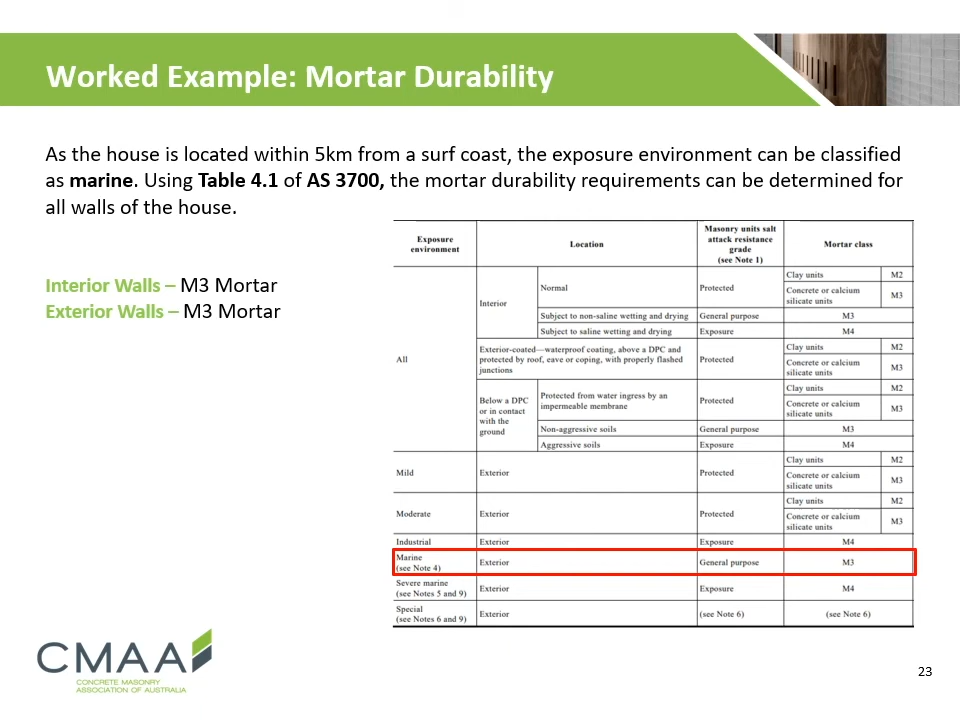 Worked Example: Mortar Durability
As the house is located within 5km from a surf coast, the exposure environment can be classified
as marine. Using Table 4.1 of AS 3700, the mortar durability requirements can be determined for
all walls of the house.
Interior Walls – M3 Mortar
Exterior Walls – M3 Mortar
Exposure
environment
Location
Masonry units salt
attack resistance
grade
(see Note 1)
Mortar class
All
Interior
Normal
Protected
Clay units
M2
Concrete or calcium
silicate units
M3
Subject to non-saline wetting and drying
General purpose
M3
Subject to saline wetting and drying
Exposure
M4
Exterior-coated—waterproof coating, above a DPC and
protected by roof, eave or coping, with properly flashed
junctions
Protected
Clay units
M2
Concrete or calcium
silicate units
M3
Below a DPC
or in contact
with the
ground
Protected from water ingress by an
impermeable membrane
Protected
Clay units
M2
Concrete or calcium
silicate units
M3
Non-aggressive soils
General purpose
M3
Aggressive soils
Exposure
M4
Mild
Exterior
Protected
Clay units
M2
Concrete or calcium
silicate units
M3
Moderate
Exterior
Protected
Clay units
M2
Concrete or calcium
silicate units
M3
Industrial
Exterior
Exposure
M4
Marine
(see Note 4)
Exterior
General purpose
M3
Severe marine
(see Notes 5 and 9)
Exterior
Exposure
M4
Special
(see Notes 6 and 9)
Exterior
(see Note 6)
(see Note 6)
CMAA
CONCRETE MASONRY
ASSOCIATION OF AUSTRALIA
23